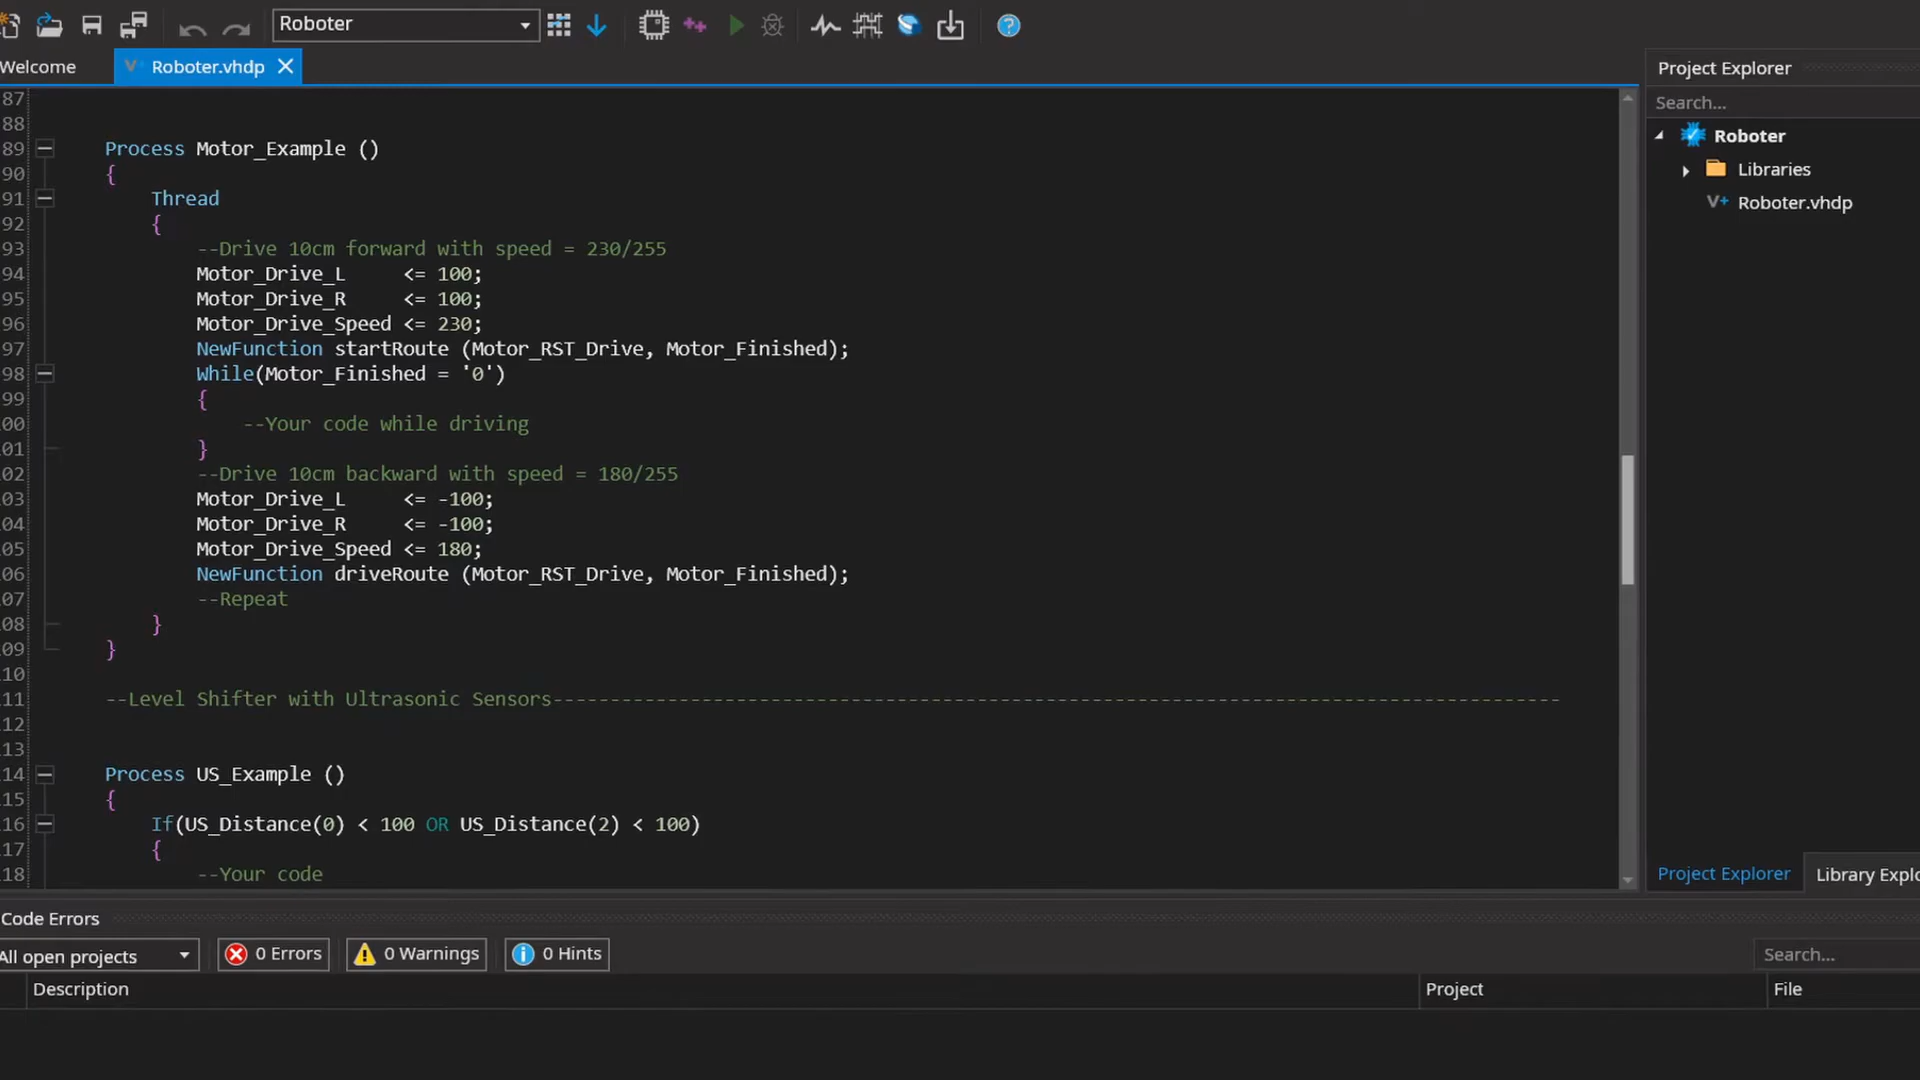 Roboter
Welcome
Roboter.vhdp
87
88
89 Process Motor_Example ()
90 {
91 Thread
92 {
93 --Drive 10cm forward with speed = 230/255
94 Motor_Drive_L <= 100;
95 Motor_Drive_R <= 100;
96 Motor_Drive_Speed <= 230;
97 NewFunction startRoute (Motor_RST_Drive, Motor_Finished);
98 While(Motor_Finished = '0')
99 {
00 --Your code while driving
01 }
02 --Drive 10cm backward with speed = 180/255
03 Motor_Drive_L <= -100;
04 Motor_Drive_R <= -100;
05 Motor_Drive_Speed <= 180;
06 NewFunction driveRoute (Motor_RST_Drive, Motor_Finished);
07 --Repeat
08 }
09 }
10
11 --Level Shifter with Ultrasonic Sensors----------------------------------------------------------------------------------------
12
13
14 Process US_Example ()
15 {
16 If(US_Distance(0) < 100 OR US_Distance(2) < 100)
17 {
18 --Your code
Project Explorer
Search...
Roboter
Libraries
V+ Roboter.vhdp
Project Explorer
Library Explo
Code Errors
All open projects
0 Errors
0 Warnings
0 Hints
Search...
Description
Project
File